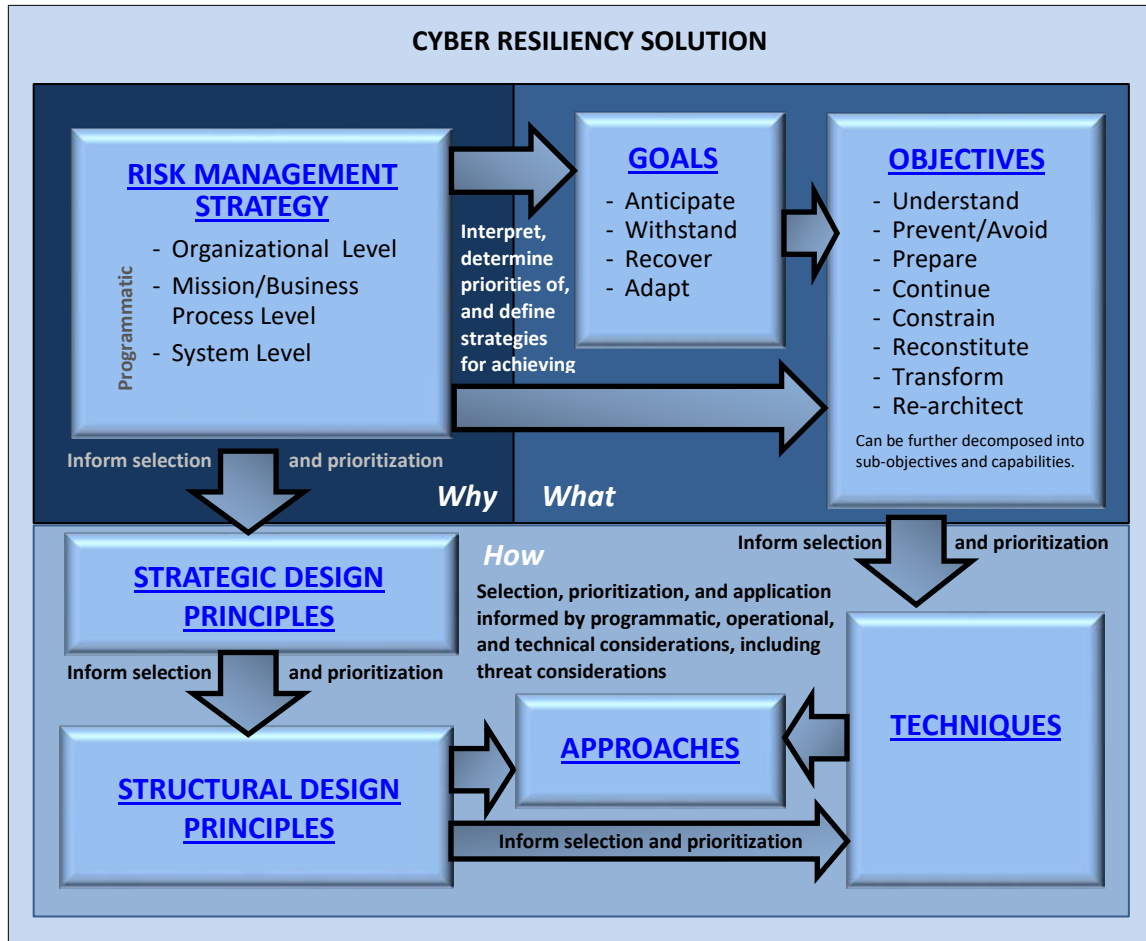 CYBER RESILIENCY SOLUTION
RISK MANAGEMENT
STRATEGY
- Organizational Level
- Mission/Business
Process Level
- System Level
Programmatic
Interpret,
determine
priorities of,
and define
strategies
for achieving
GOALS
- Anticipate
- Withstand
- Recover
- Adapt
OBJECTIVES
- Understand
- Prevent/Avoid
- Prepare
- Continue
- Constrain
- Reconstitute
- Transform
- Re-architect
Can be further decomposed into
sub-objectives and capabilities.
Inform selection and prioritization
Why What
How
Inform selection and prioritization
STRATEGIC DESIGN
PRINCIPLES
Selection, prioritization, and application
informed by programmatic, operational,
and technical considerations, including
threat considerations
Inform selection and prioritization
STRUCTURAL DESIGN
PRINCIPLES
APPROACHES
TECHNIQUES
Inform selection and prioritization